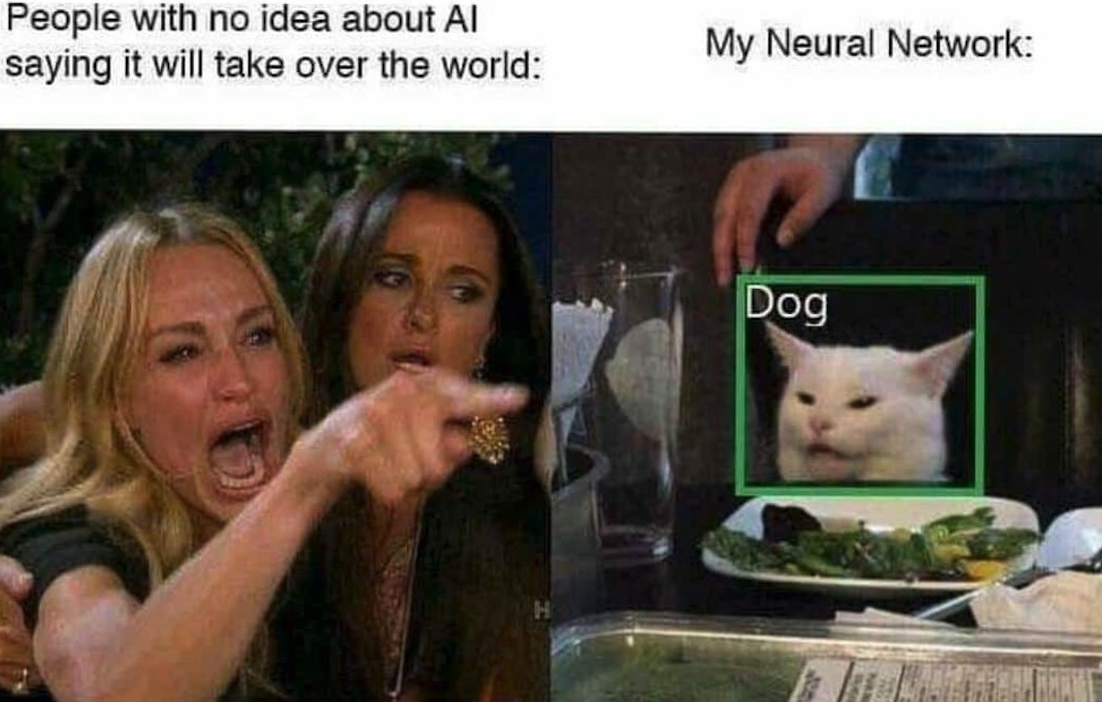 People with no idea about AI
saying it will take over the world:
My Neural Network:
Dog
H